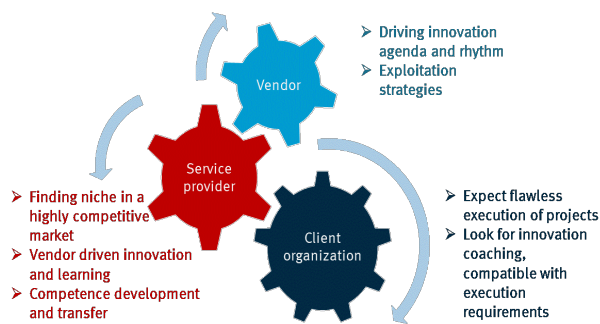 Vendor
➢ Driving innovation
agenda and rhythm
➢ Exploitation
strategies
Service
provider
➢ Finding niche in a
highly competitive
market
➢ Vendor driven innovation
and learning
➢ Competence development
and transfer
Client
organization
➢ Expect flawless
execution of projects
➢ Look for innovation
coaching,
compatible with
execution
requirements